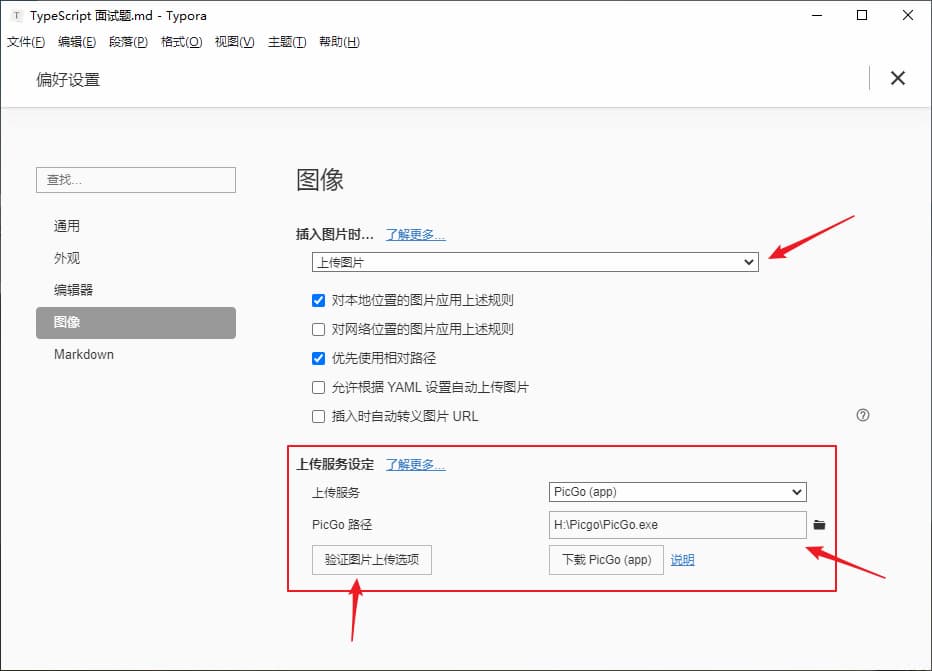 TypeScript 面试题.md - Typora
文件(F) 编辑(E) 段落(P) 格式(O) 视图(V) 主题(T) 帮助(H)
偏好设置
查找...
通用
外观
编辑器
图像
Markdown
图像
插入图片时... 了解更多...
上传图片
对本地位置的图片应用上述规则
对网络位置的图片应用上述规则
优先使用相对路径
允许根据 YAML 设置自动上传图片
插入时自动转义图片 URL
上传服务设定 了解更多...
上传服务 PicGo (app)
PicGo 路径 H:\Picgo\PicGo.exe
验证图片上传选项 下载 PicGo (app) 说明